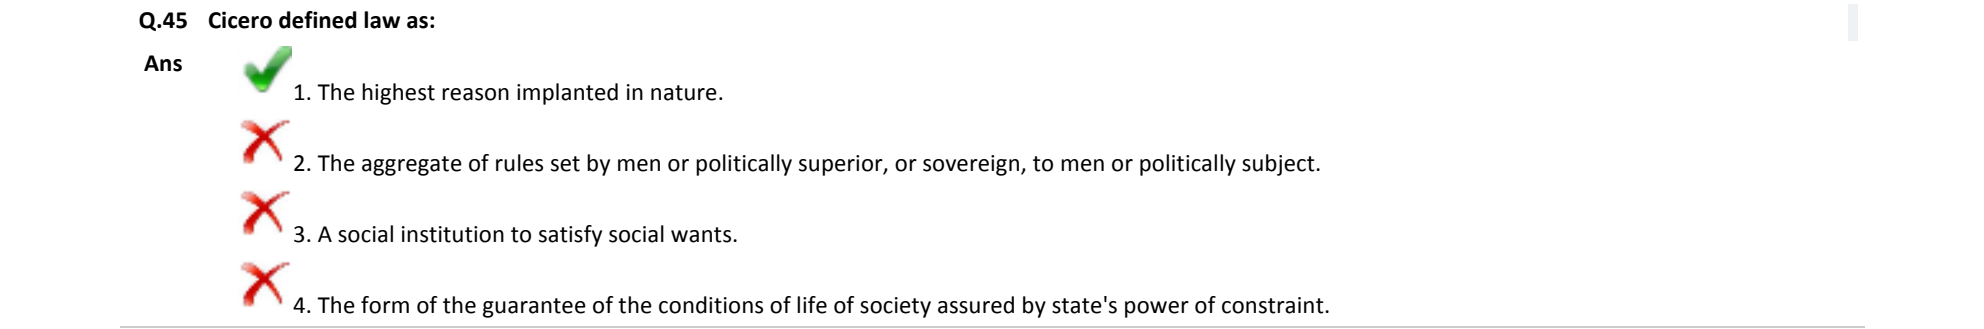 Q.45 Cicero defined law as:
Ans
1. The highest reason implanted in nature.
2. The aggregate of rules set by men or politically superior, or sovereign, to men or politically subject.
3. A social institution to satisfy social wants.
4. The form of the guarantee of the conditions of life of society assured by state's power of constraint.